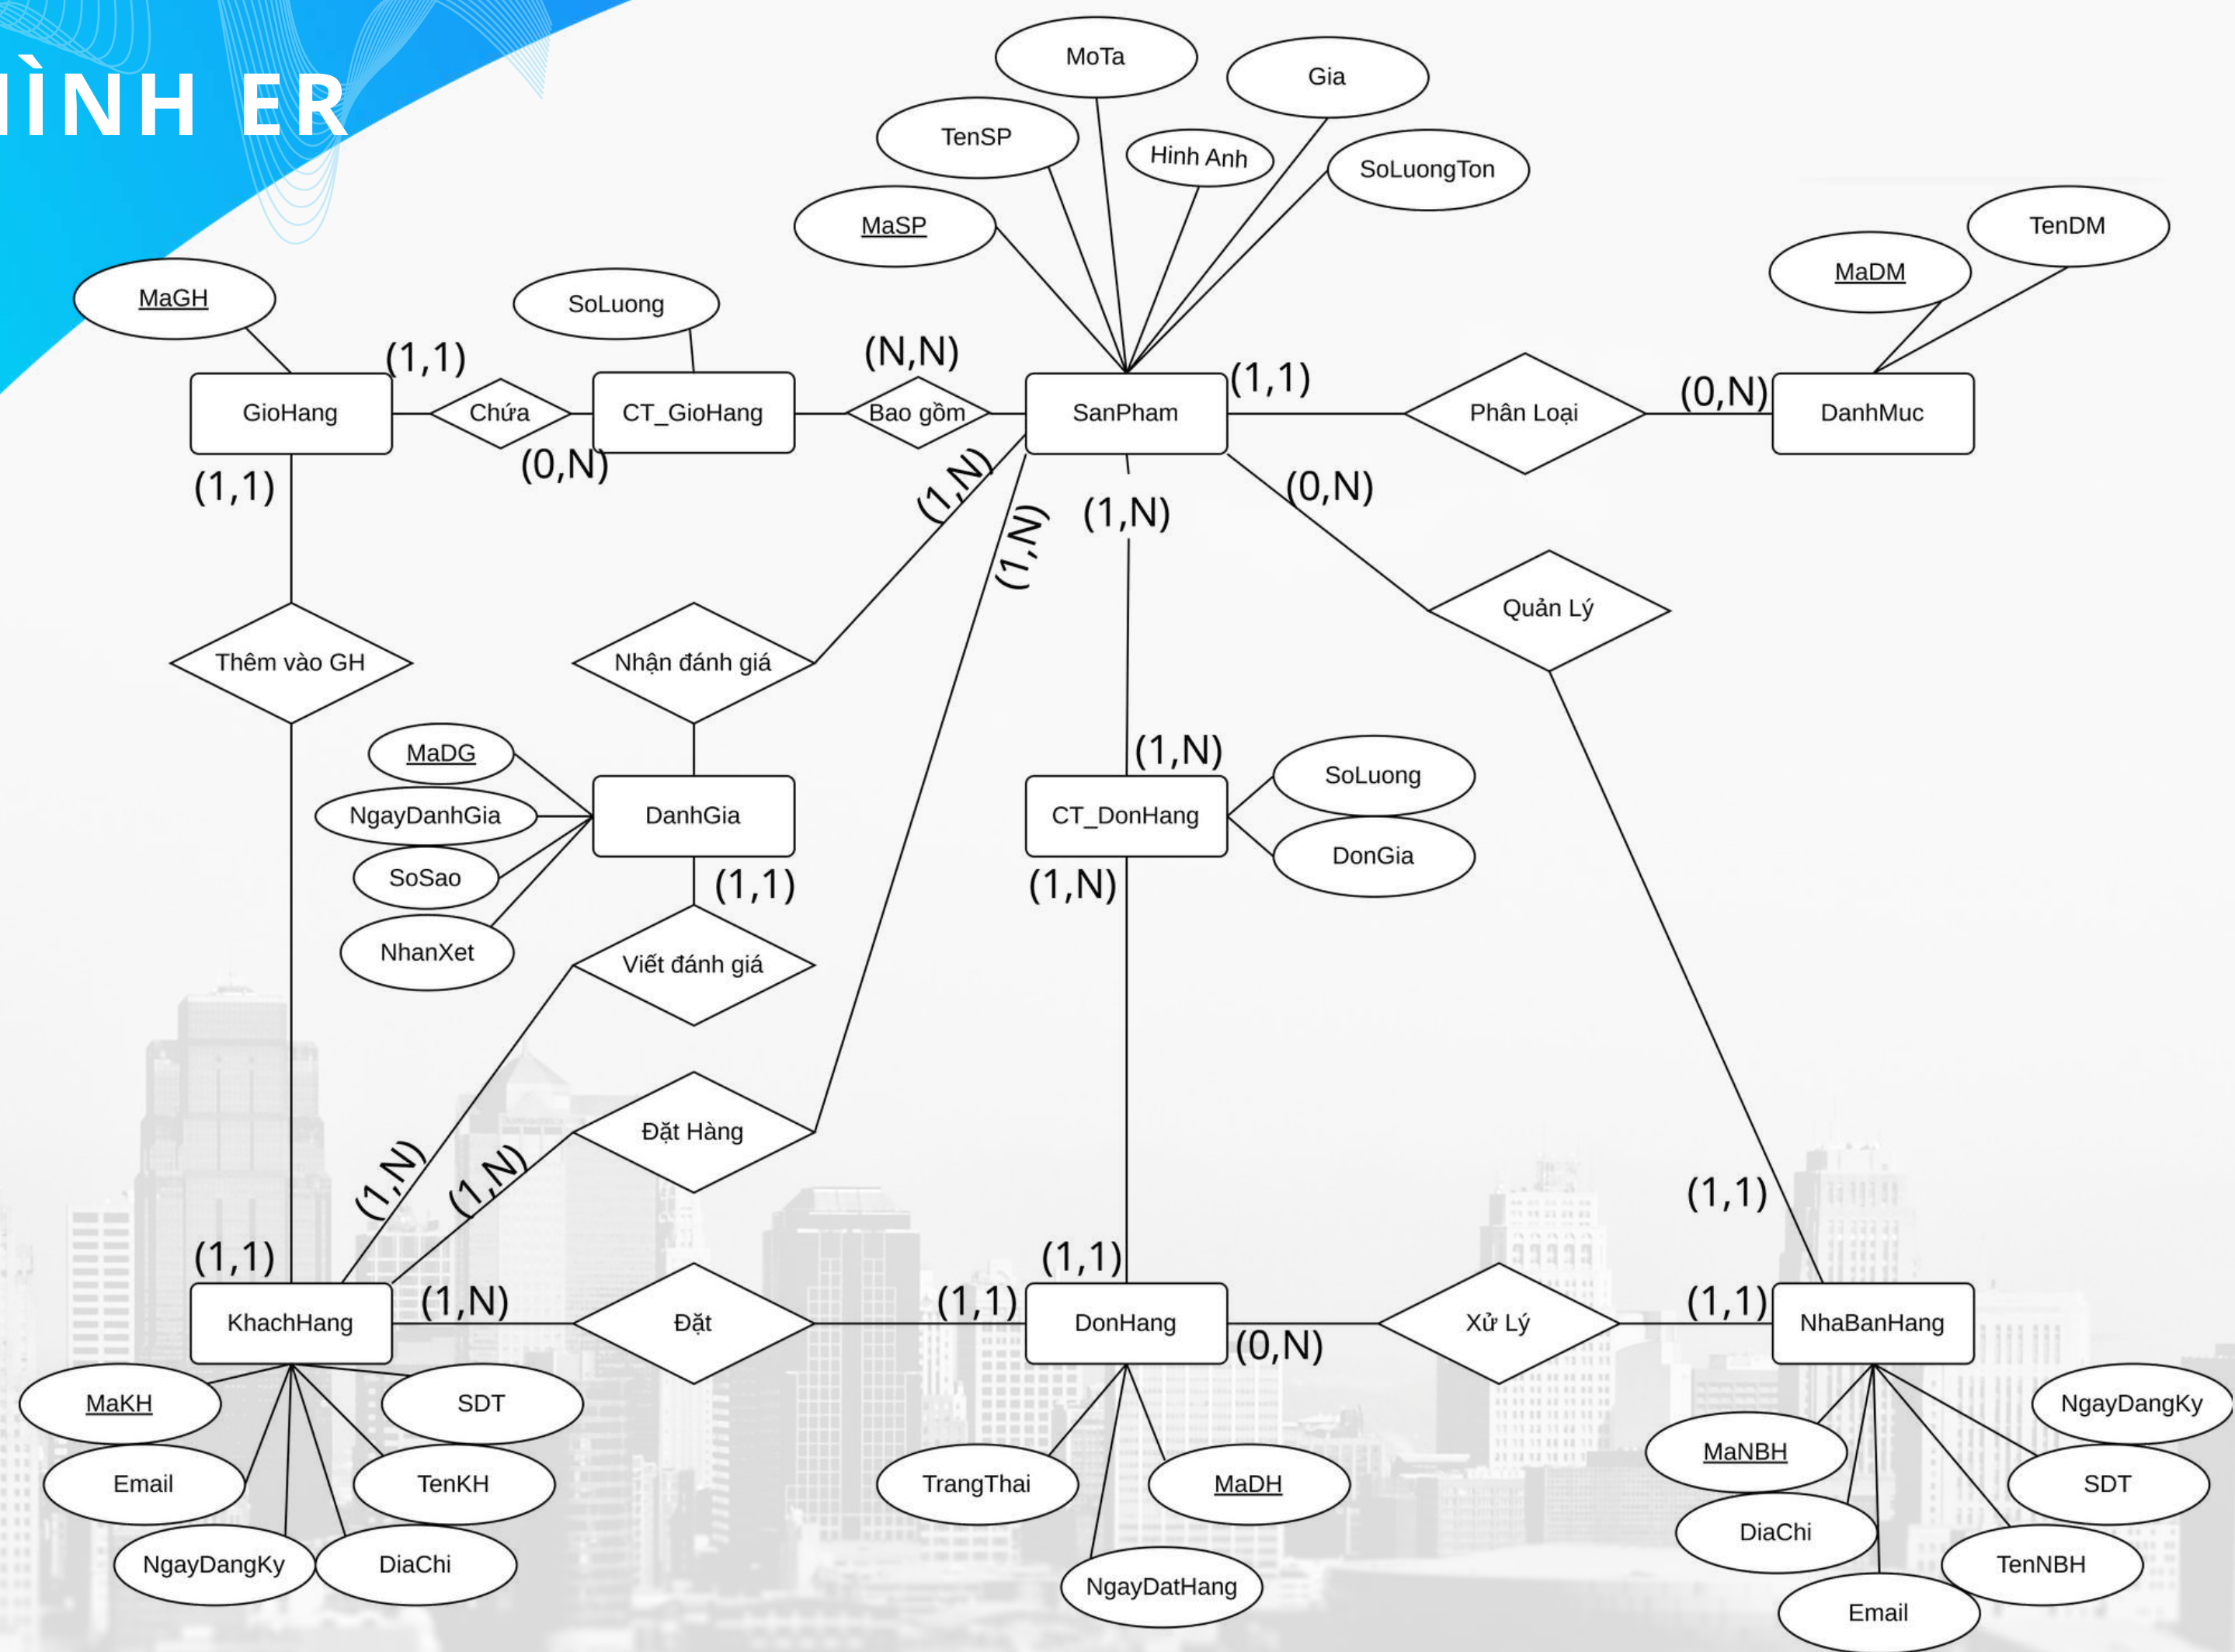 HÌNH ER
MoTa
Gia
TenSP
Hinh Anh
SoLuongTon
MaSP
TenDM
MaDM
MaGH
SoLuong
(1,1)
(N,N)
(1,1)
(0,N)
GioHang
Chứa
CT_GioHang
Bao gồm
SanPham
Phân Loại
DanhMuc
(0,N)
(1,1)
(1,N)
(1,N)
(1,N)
(0,N)
Quản Lý
Thêm vào GH
Nhận đánh giá
MaDG
(1,N)
NgayDanhGia
DanhGia
CT_DonHang
SoLuong
SoSao
DonGia
(1,1)
(1,N)
NhanXet
Viết đánh giá
Đặt Hàng
(1,N)
(1,N)
(1,1)
(1,1)
(1,1)
(1,N)
(1,1)
(1,1)
KhachHang
Đặt
DonHang
(0,N)
Xử Lý
NhaBanHang
MaKH
SDT
NgayDangKy
MaNBH
Email
TenKH
TrangThai
MaDH
SDT
DiaChi
NgayDangKy
DiaChi
NgayDatHang
TenNBH
Email